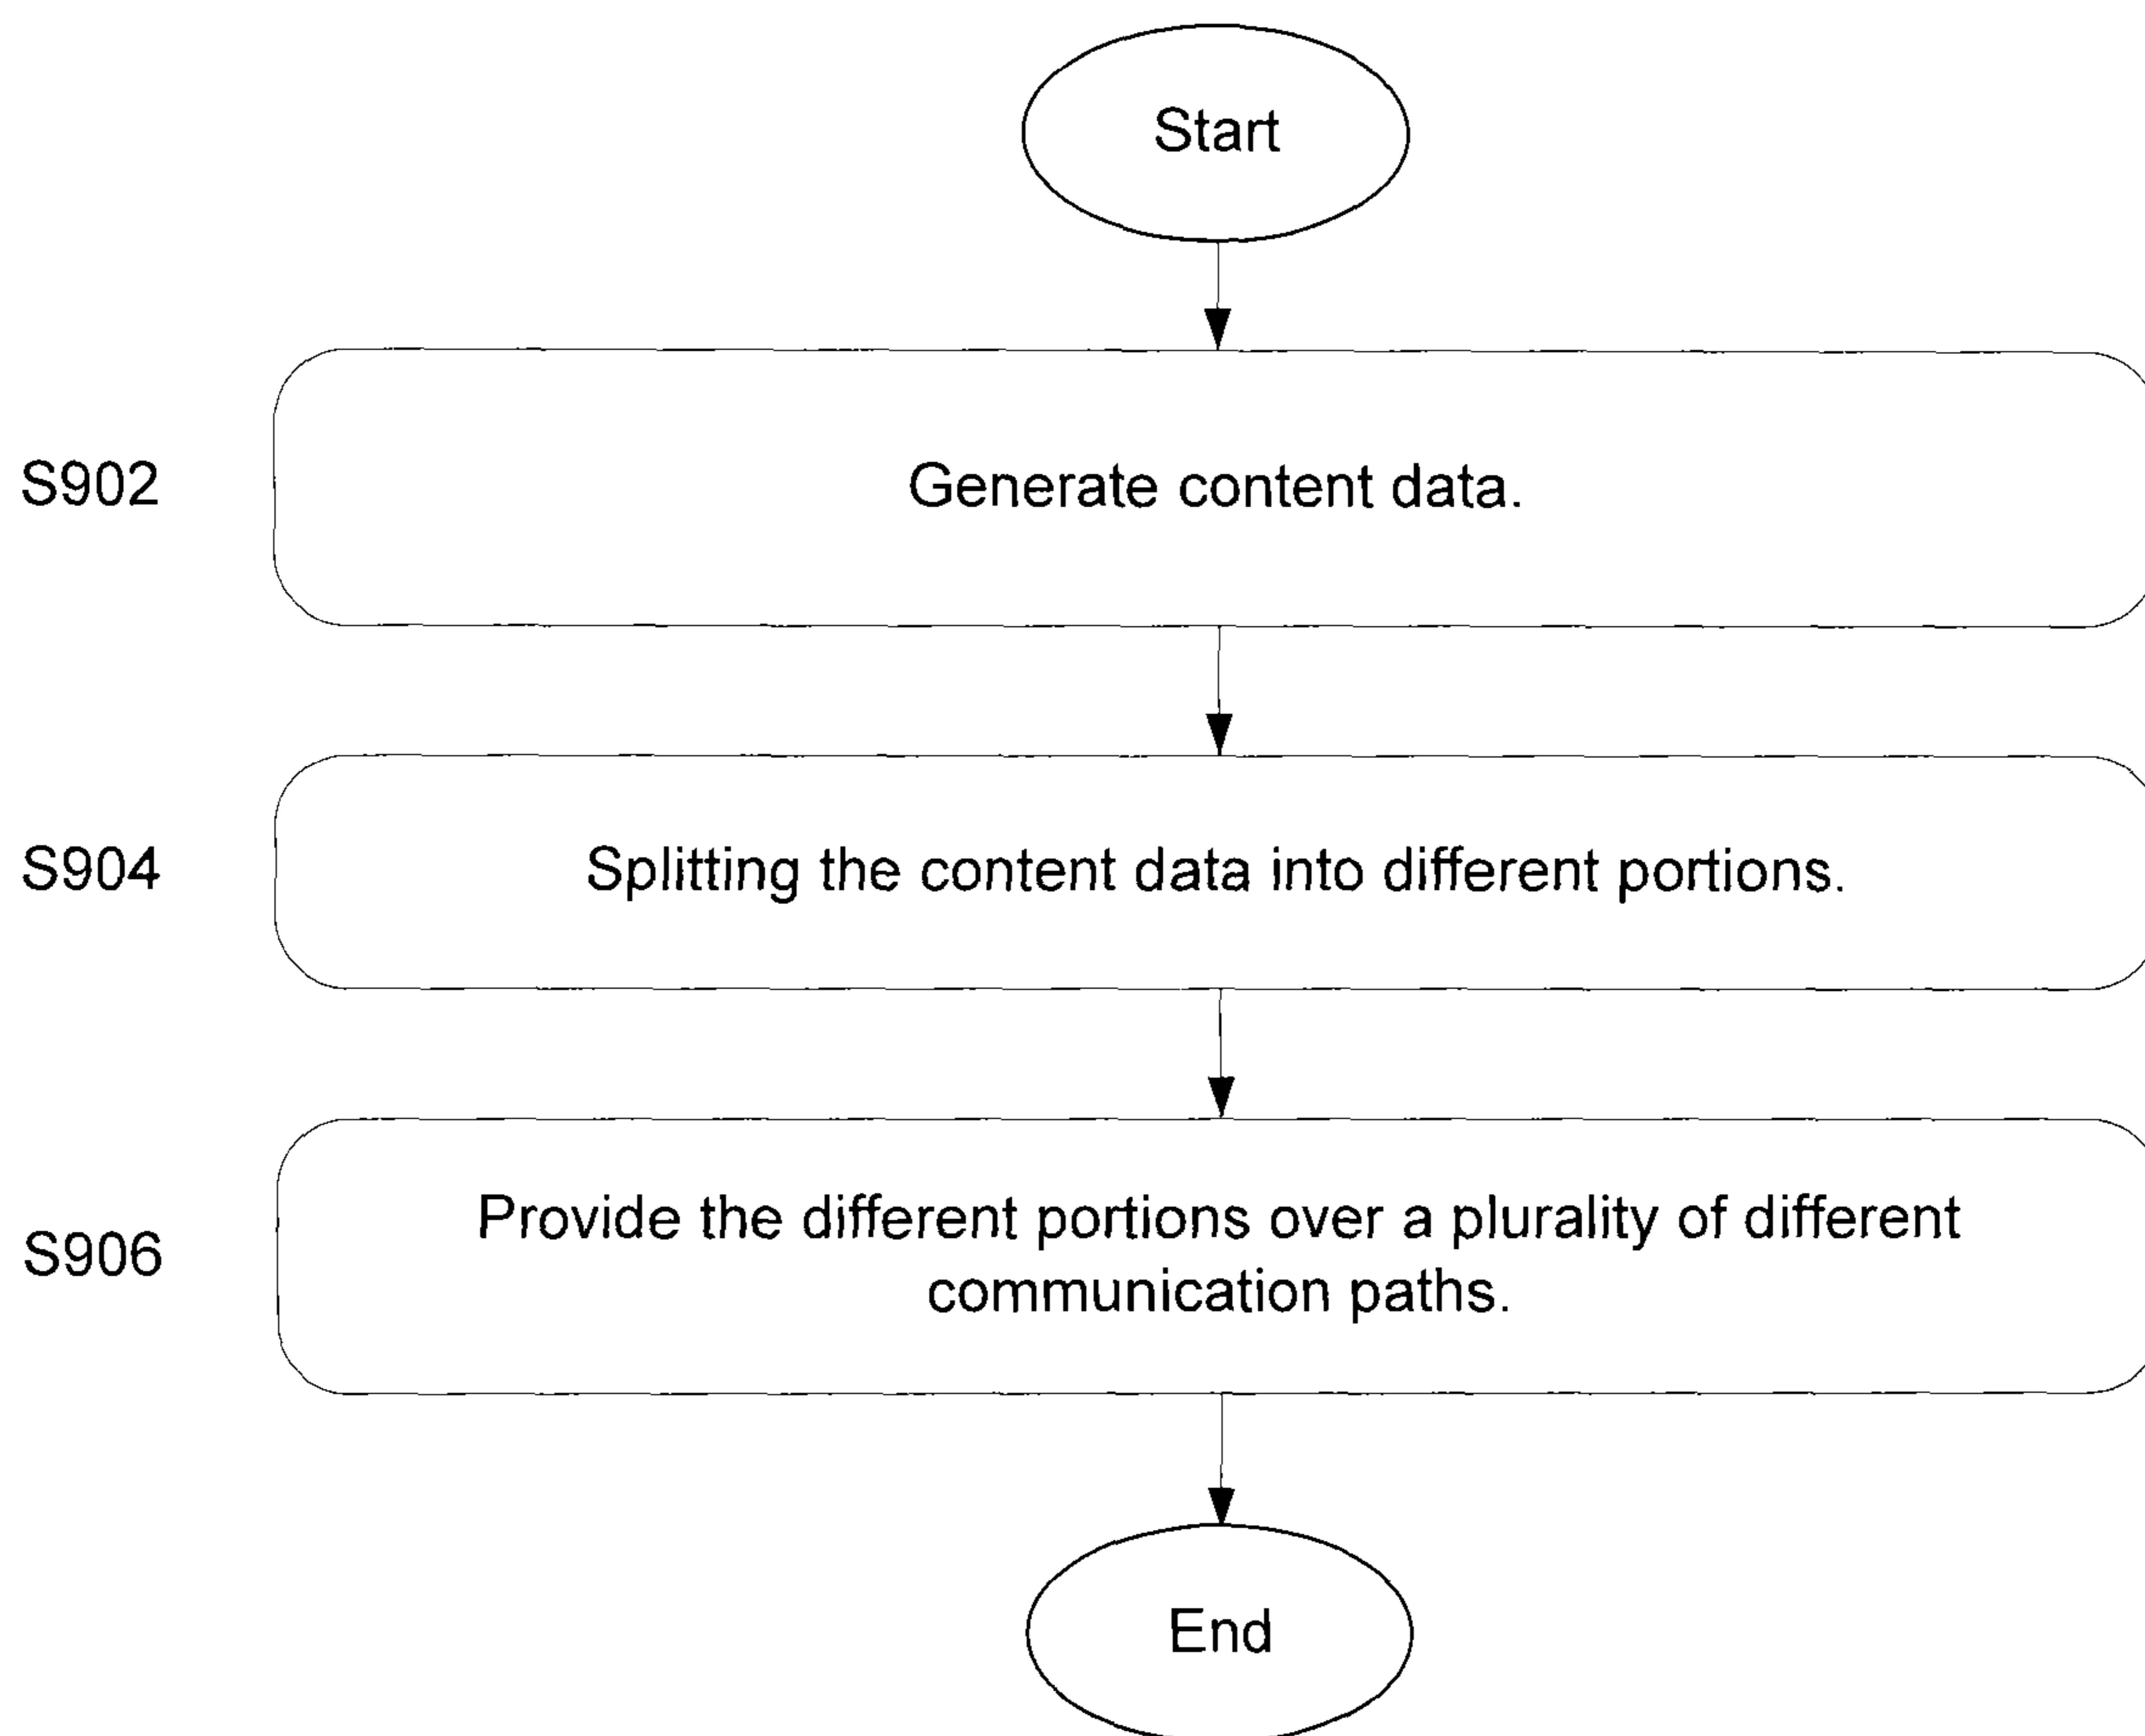 Start
S902
Generate content data.
S904
Splitting the content data into different portions.
S906
Provide the different portions over a plurality of different
communication paths.
End